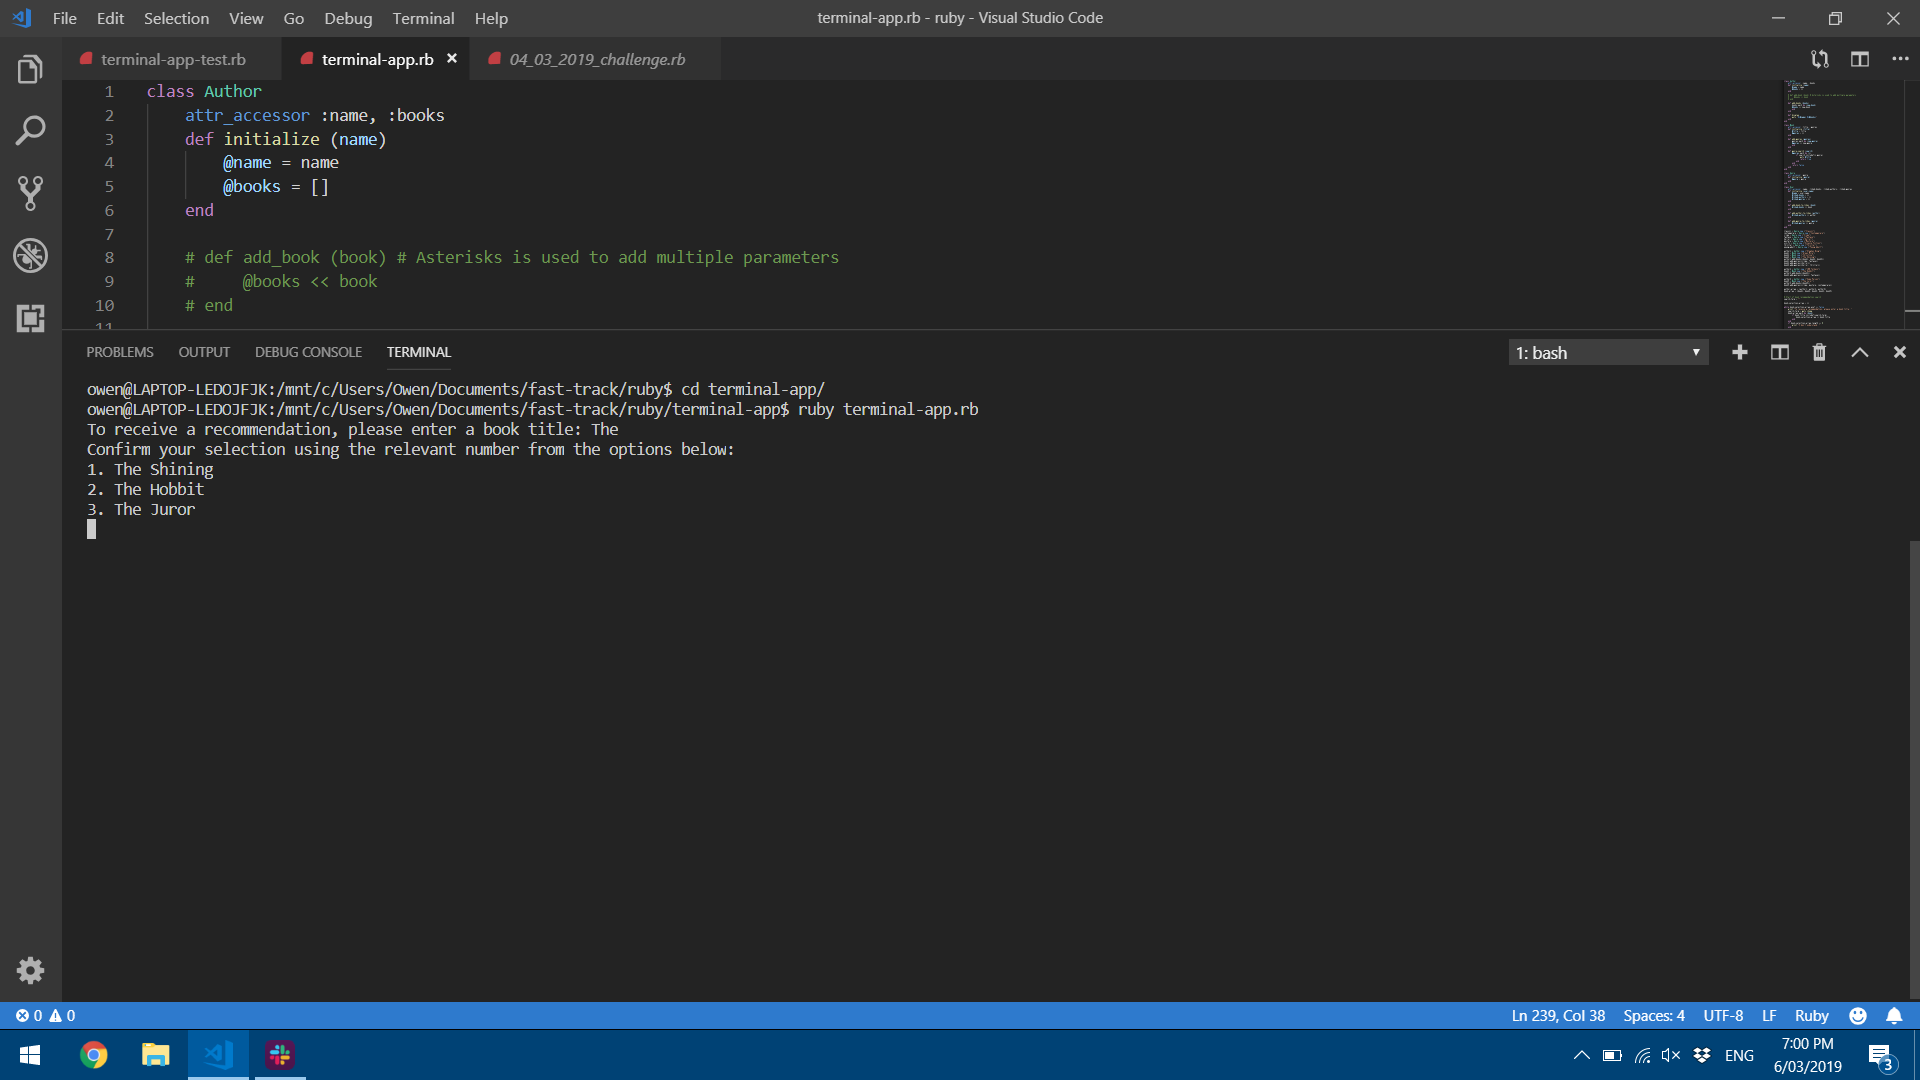 File Edit Selection View Go Debug Terminal Help
terminal-app.rb - ruby - Visual Studio Code
terminal-app-test.rb
terminal-app.rb
04_03_2019_challenge.rb
1 class Author
2 attr_accessor :name, :books
3 def initialize (name)
4 @name = name
5 @books = []
6 end
7
8 # def add_book (book) # Asterisks is used to add multiple parameters
9 # @books << book
10 # end
11
PROBLEMS OUTPUT DEBUG CONSOLE TERMINAL
1: bash
owen@LAPTOP-LEDOJFJK:/mnt/c/Users/Owen/Documents/fast-track/ruby$ cd terminal-app/
owen@LAPTOP-LEDOJFJK:/mnt/c/Users/Owen/Documents/fast-track/ruby/terminal-app$ ruby terminal-app.rb
To receive a recommendation, please enter a book title: The
Confirm your selection using the relevant number from the options below:
1. The Shining
2. The Hobbit
3. The Juror
0 0
Ln 239, Col 38 Spaces: 4 UTF-8 LF Ruby
ENG
7:00 PM
6/03/2019
3